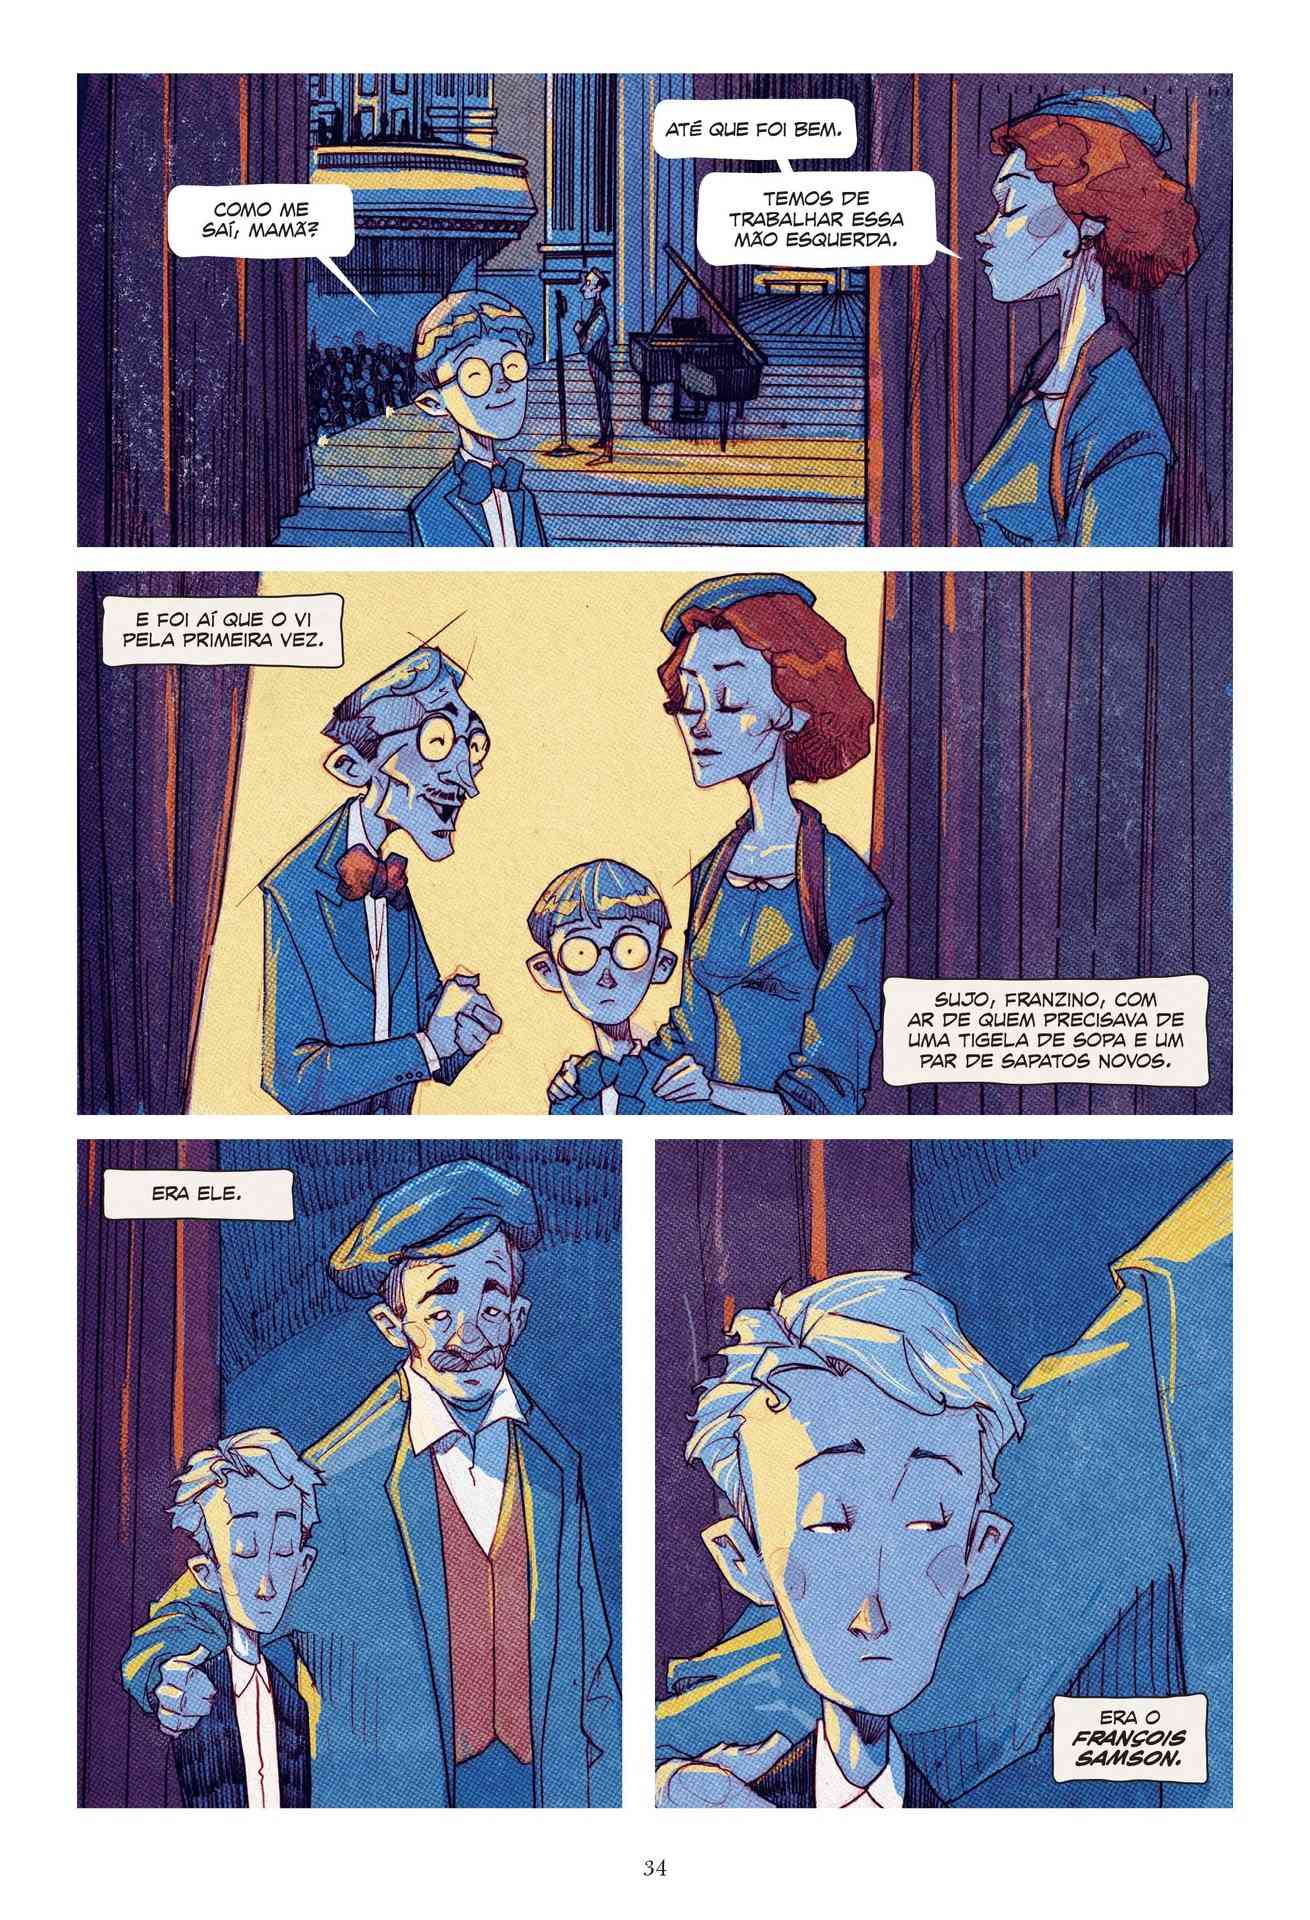 COMO ME
SAÍ, MAMÃ?
ATÉ QUE FOI BEM.
TEMOS DE
TRABALHAR ESSA
MÃO ESQUERDA.
E FOI AÍ QUE O VI
PELA PRIMEIRA VEZ.
SUJO, FRANZINO, COM
AR DE QUEM PRECISAVA DE
UMA TIGELA DE SOPA E UM
PAR DE SAPATOS NOVOS.
ERA ELE.
ERA O
FRANÇOIS
SAMSON.
34